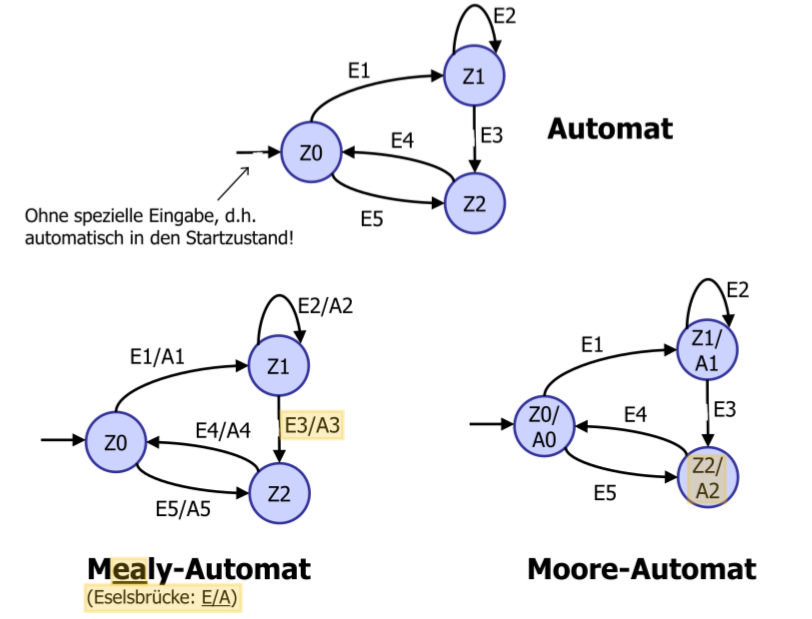 E2
E1
Z1
Automat
E3
E4
Z0
Z2
E5
Ohne spezielle Eingabe, d.h.
automatisch in den Startzustand!
E2/A2
E1/A1
Z1
E3/A3
E4/A4
Z0
Z2
E5/A5
Mealy-Automat
(Eselsbrücke: E/A)
E2
E1
Z1/
A1
E3
E4
Z0/
A0
Z2/
A2
E5
Moore-Automat